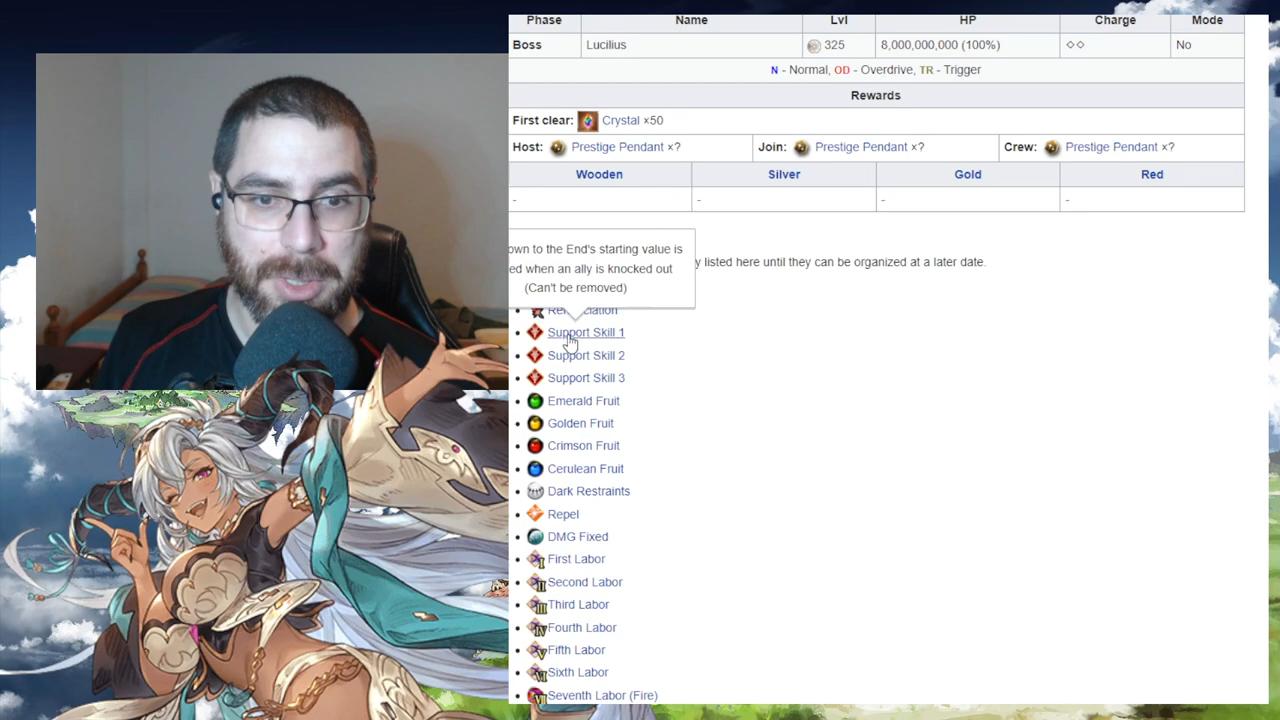 Phase Name Lvl HP Charge Mode
Boss Lucilius 325 8,000,000,000 (100%) No
N - Normal, OD - Overdrive, TR - Trigger
Rewards
First clear: Crystal ×50
Host: Prestige Pendant ×? Join: Prestige Pendant ×? Crew: Prestige Pendant ×?
Wooden Silver Gold Red
- - - -
own to the End's starting value is
ed when an ally is knocked out
(Can't be removed)
y listed here until they can be organized at a later date.
Support Skill 1
Support Skill 2
Support Skill 3
Emerald Fruit
Golden Fruit
Crimson Fruit
Cerulean Fruit
Dark Restraints
Repel
DMG Fixed
First Labor
Second Labor
Third Labor
Fourth Labor
Fifth Labor
Sixth Labor
Seventh Labor (Fire)